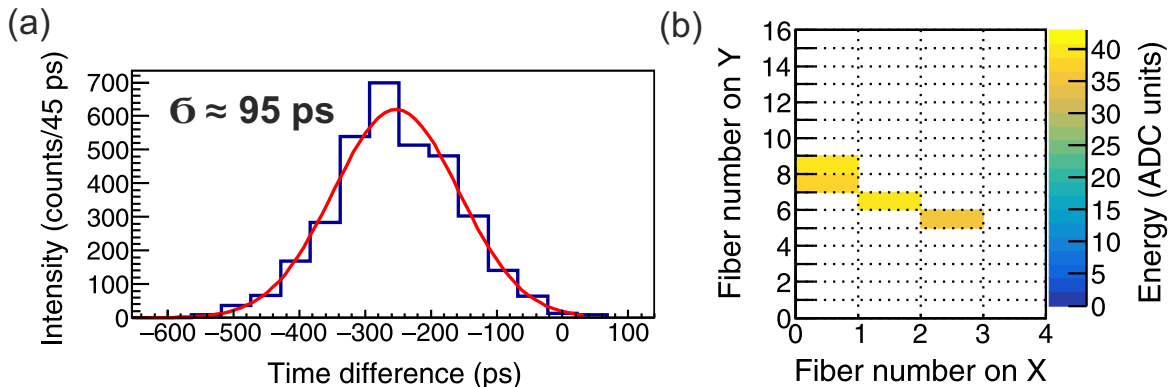 (a)
Intensity (counts/45 ps)
700
600
500
400
300
200
100
0
б ≈ 95 ps
−600 −500 −400 −300 −200 −100 0 100
Time difference (ps)
(b)
Fiber number on Y
16
14
12
10
8
6
4
2
0
0 1 2 3 4
Fiber number on X
40
35
30
25
20
15
10
5
0
Energy (ADC units)